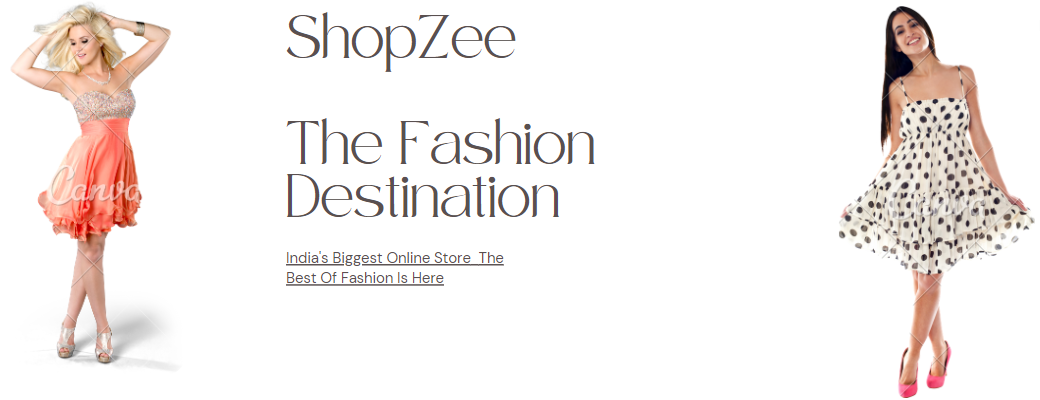 ShopZee
The Fashion
Destination
India's Biggest Online Store  The
Best Of Fashion Is Here
Canva
Canva